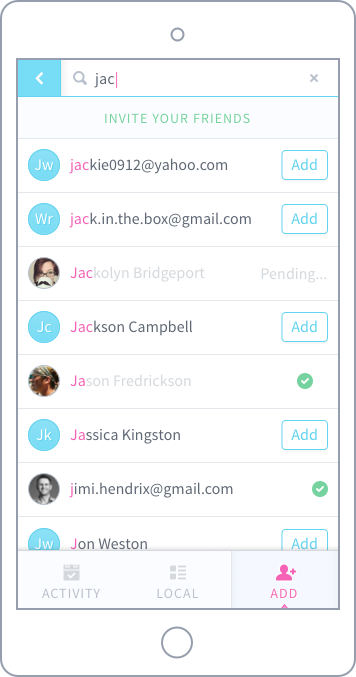 jac
INVITE YOUR FRIENDS
Jw jackie0912@yahoo.com Add
Wr jack.in.the.box@gmail.com Add
Jackolyn Bridgeport Pending...
Jc Jackson Campbell Add
Jason Fredrickson
Jk Jassica Kingston Add
jimi.hendrix@gmail.com
Jw Jon Weston Add
ACTIVITY LOCAL ADD